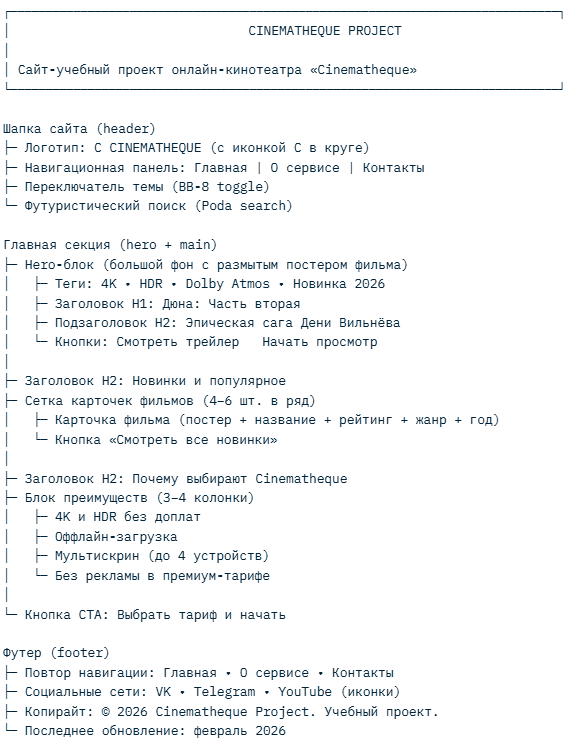 CINEMATHEQUE PROJECT
Сайт-учебный проект онлайн-кинотеатра «Cinematheque»
Шапка сайта (header)
├─ Логотип: C CINEMATHEQUE (с иконкой C в круге)
├─ Навигационная панель: Главная | О сервисе | Контакты
├─ Переключатель темы (BB-8 toggle)
└─ Футуристический поиск (Poda search)
Главная секция (hero + main)
├─ Hero-блок (большой фон с размытым постером фильма)
│   ├─ Теги: 4K • HDR • Dolby Atmos • Новинка 2026
│   ├─ Заголовок H1: Дюна: Часть вторая
│   ├─ Подзаголовок H2: Эпическая сага Дени Вильнёва
│   └─ Кнопки: Смотреть трейлер   Начать просмотр
│
├─ Заголовок H2: Новинки и популярное
├─ Сетка карточек фильмов (4–6 шт. в ряд)
│   ├─ Карточка фильма (постер + название + рейтинг + жанр + год)
│   └─ Кнопка «Смотреть все новинки»
│
├─ Заголовок H2: Почему выбирают Cinematheque
├─ Блок преимуществ (3–4 колонки)
│   ├─ 4K и HDR без доплат
│   ├─ Оффлайн-загрузка
│   ├─ Мультискрин (до 4 устройств)
│   └─ Без рекламы в премиум-тарифе
│
└─ Кнопка CTA: Выбрать тариф и начать
Футер (footer)
├─ Повтор навигации: Главная • О сервисе • Контакты
├─ Социальные сети: VK • Telegram • YouTube (иконки)
├─ Копирайт: © 2026 Cinematheque Project. Учебный проект.
└─ Последнее обновление: февраль 2026